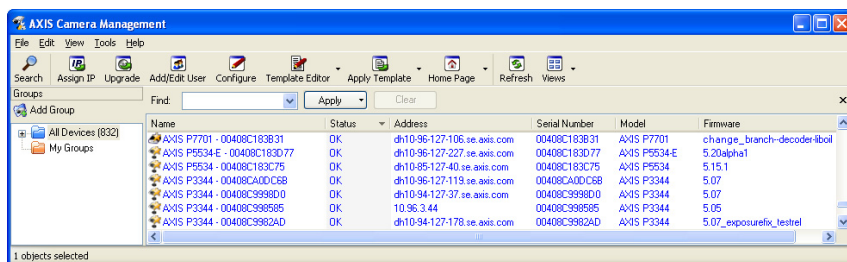 AXIS Camera Management
File Edit View Tools Help
Search Assign IP Upgrade Add/Edit User Configure Template Editor Apply Template Home Page Refresh Views
Groups
Add Group
All Devices (832)
My Groups
Find: Apply Clear
Name Status Address Serial Number Model Firmware
AXIS P7701 - 00408C183B31 OK dh10-96-127-106.se.axis.com 00408C183B31 AXIS P7701 change_branch--decoder-liboil
AXIS P5534-E - 00408C183D77 OK dh10-96-127-227.se.axis.com 00408C183D77 AXIS P5534-E 5.20alpha1
AXIS P5534 - 00408C183C75 OK dh10-85-127-40.se.axis.com 00408C183C75 AXIS P5534 5.15.1
AXIS P3344 - 00408CA0DC6B OK dh10-96-127-119.se.axis.com 00408CA0DC6B AXIS P3344 5.07
AXIS P3344 - 00408C9998D0 OK dh10-94-127-37.se.axis.com 00408C9998D0 AXIS P3344 5.07
AXIS P3344 - 00408C998585 OK 10.96.3.44 00408C998585 AXIS P3344 5.05
AXIS P3344 - 00408C9982AD OK dh10-94-127-178.se.axis.com 00408C9982AD AXIS P3344 5.07_exposurefix_testrel
1 objects selected